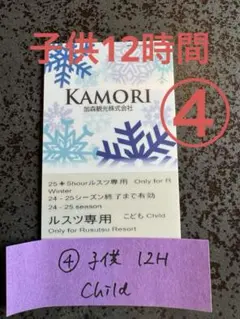 子供12時間
④
KAMORI
加森観光株式会社
25★Shourルスツ専用 Only for R
Winter
24-25シーズン終了まで有効
24-25 season
ルスツ専用 こども Child
Only for Rusutsu Resort
④ 子供 12H
Child